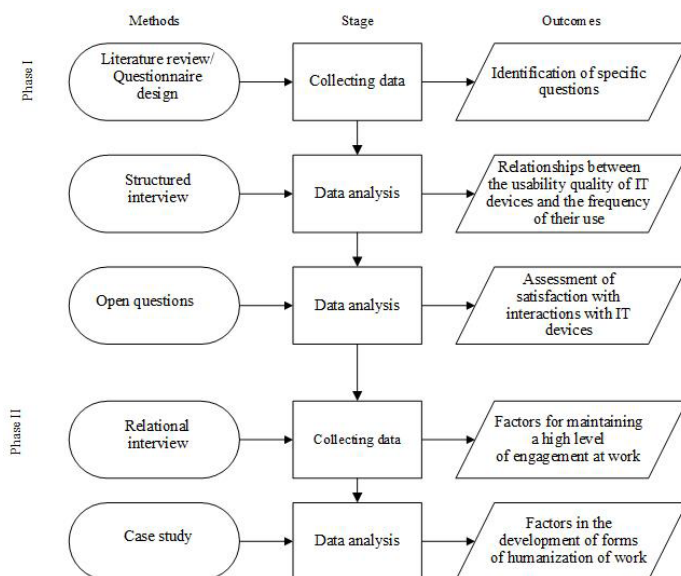 Methods
Stage
Outcomes
Phase I
Literature review/
Questionnaire
design
Collecting data
Identification of specific
questions
Structured
interview
Data analysis
Relationships between
the usability quality of IT
devices and the frequency
of their use
Open questions
Data analysis
Assessment of
satisfaction with
interactions with IT
devices
Phase II
Relational
interview
Collecting data
Factors for maintaining
a high level
of engagement at work
Case study
Data analysis
Factors in the
development of forms
of humanization of work